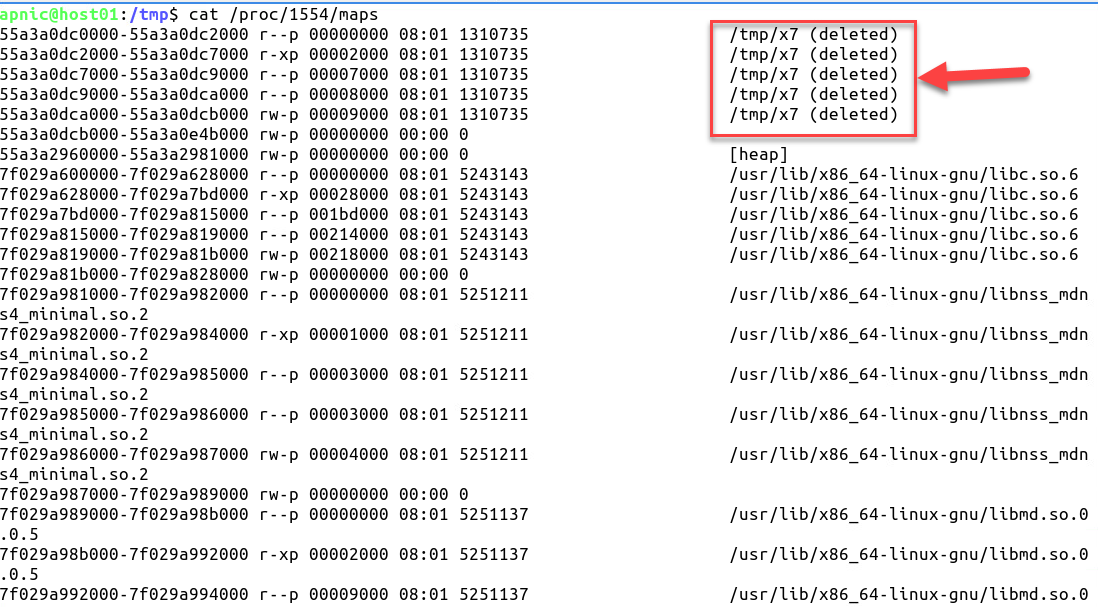 apnic@host01:/tmp$ cat /proc/1554/maps
55a3a0dc0000-55a3a0dc2000 r--p 00000000 08:01 1310735 /tmp/x7 (deleted)
55a3a0dc2000-55a3a0dc7000 r-xp 00002000 08:01 1310735 /tmp/x7 (deleted)
55a3a0dc7000-55a3a0dc9000 r--p 00007000 08:01 1310735 /tmp/x7 (deleted)
55a3a0dc9000-55a3a0dca000 r--p 00008000 08:01 1310735 /tmp/x7 (deleted)
55a3a0dca000-55a3a0dcb000 rw-p 00009000 08:01 1310735 /tmp/x7 (deleted)
55a3a0dcb000-55a3a0e4b000 rw-p 00000000 00:00 0
55a3a2960000-55a3a2981000 rw-p 00000000 00:00 0 [heap]
7f029a600000-7f029a628000 r--p 00000000 08:01 5243143 /usr/lib/x86_64-linux-gnu/libc.so.6
7f029a628000-7f029a7bd000 r-xp 00028000 08:01 5243143 /usr/lib/x86_64-linux-gnu/libc.so.6
7f029a7bd000-7f029a815000 r--p 001bd000 08:01 5243143 /usr/lib/x86_64-linux-gnu/libc.so.6
7f029a815000-7f029a819000 r--p 00214000 08:01 5243143 /usr/lib/x86_64-linux-gnu/libc.so.6
7f029a819000-7f029a81b000 rw-p 00218000 08:01 5243143 /usr/lib/x86_64-linux-gnu/libc.so.6
7f029a81b000-7f029a828000 rw-p 00000000 00:00 0
7f029a981000-7f029a982000 r--p 00000000 08:01 5251211 /usr/lib/x86_64-linux-gnu/libnss_mdn
s4_minimal.so.2
7f029a982000-7f029a984000 r-xp 00001000 08:01 5251211 /usr/lib/x86_64-linux-gnu/libnss_mdn
s4_minimal.so.2
7f029a984000-7f029a985000 r--p 00003000 08:01 5251211 /usr/lib/x86_64-linux-gnu/libnss_mdn
s4_minimal.so.2
7f029a985000-7f029a986000 r--p 00003000 08:01 5251211 /usr/lib/x86_64-linux-gnu/libnss_mdn
s4_minimal.so.2
7f029a986000-7f029a987000 rw-p 00004000 08:01 5251211 /usr/lib/x86_64-linux-gnu/libnss_mdn
s4_minimal.so.2
7f029a987000-7f029a989000 rw-p 00000000 00:00 0
7f029a989000-7f029a98b000 r--p 00000000 08:01 5251137 /usr/lib/x86_64-linux-gnu/libmd.so.0
.0.5
7f029a98b000-7f029a992000 r-xp 00002000 08:01 5251137 /usr/lib/x86_64-linux-gnu/libmd.so.0
.0.5
7f029a992000-7f029a994000 r--p 00009000 08:01 5251137 /usr/lib/x86_64-linux-gnu/libmd.so.0